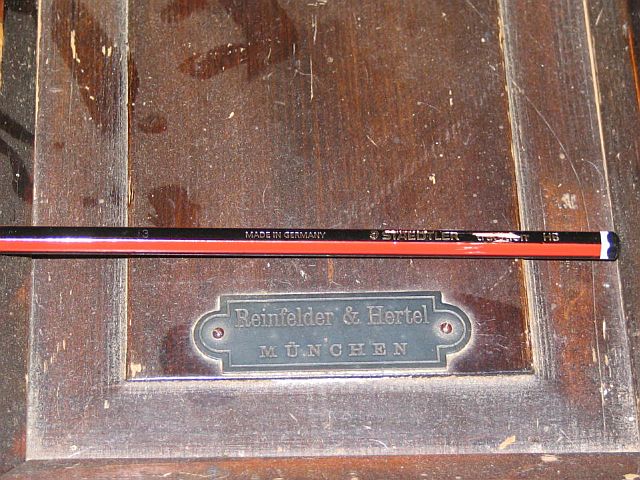 MADE IN GERMANY STAEDTLER HB
Reinfelder & Hertel
MÜNCHEN